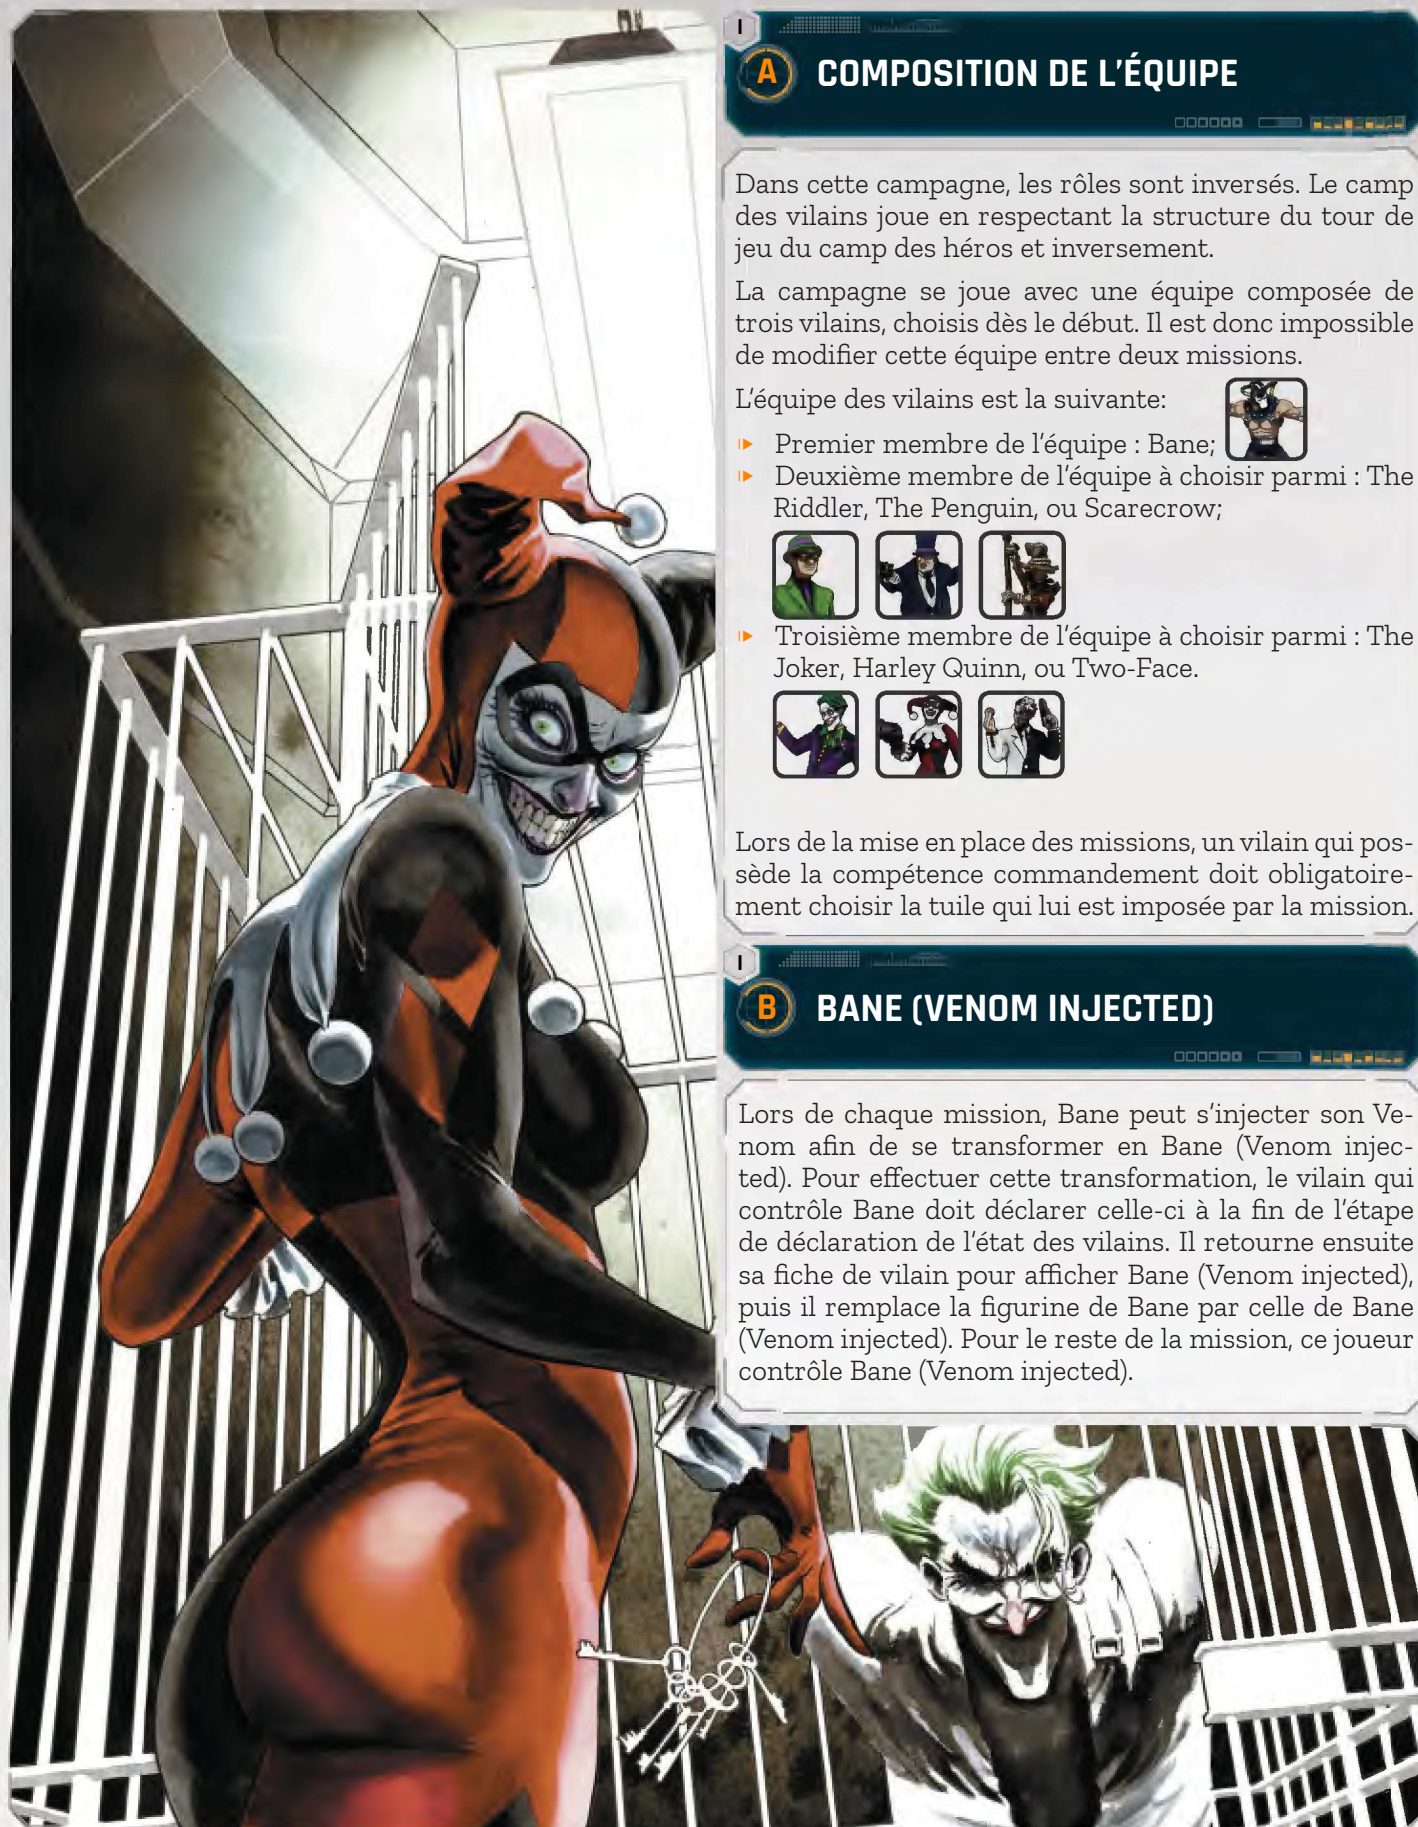 I
A COMPOSITION DE L'ÉQUIPE
Dans cette campagne, les rôles sont inversés. Le camp
des vilains joue en respectant la structure du tour de
jeu du camp des héros et inversement.
La campagne se joue avec une équipe composée de
trois vilains, choisis dès le début. Il est donc impossible
de modifier cette équipe entre deux missions.
L'équipe des vilains est la suivante:
Premier membre de l'équipe : Bane;
Deuxième membre de l'équipe à choisir parmi : The
Riddler, The Penguin, ou Scarecrow;
Troisième membre de l'équipe à choisir parmi : The
Joker, Harley Quinn, ou Two-Face.
Lors de la mise en place des missions, un vilain qui pos-
sède la compétence commandement doit obligatoire-
ment choisir la tuile qui lui est imposée par la mission.
I
B BANE (VENOM INJECTED)
Lors de chaque mission, Bane peut s'injecter son Ve-
nom afin de se transformer en Bane (Venom injec-
ted). Pour effectuer cette transformation, le vilain qui
contrôle Bane doit déclarer celle-ci à la fin de l'étape
de déclaration de l'état des vilains. Il retourne ensuite
sa fiche de vilain pour afficher Bane (Venom injected),
puis il remplace la figurine de Bane par celle de Bane
(Venom injected). Pour le reste de la mission, ce joueur
contrôle Bane (Venom injected).